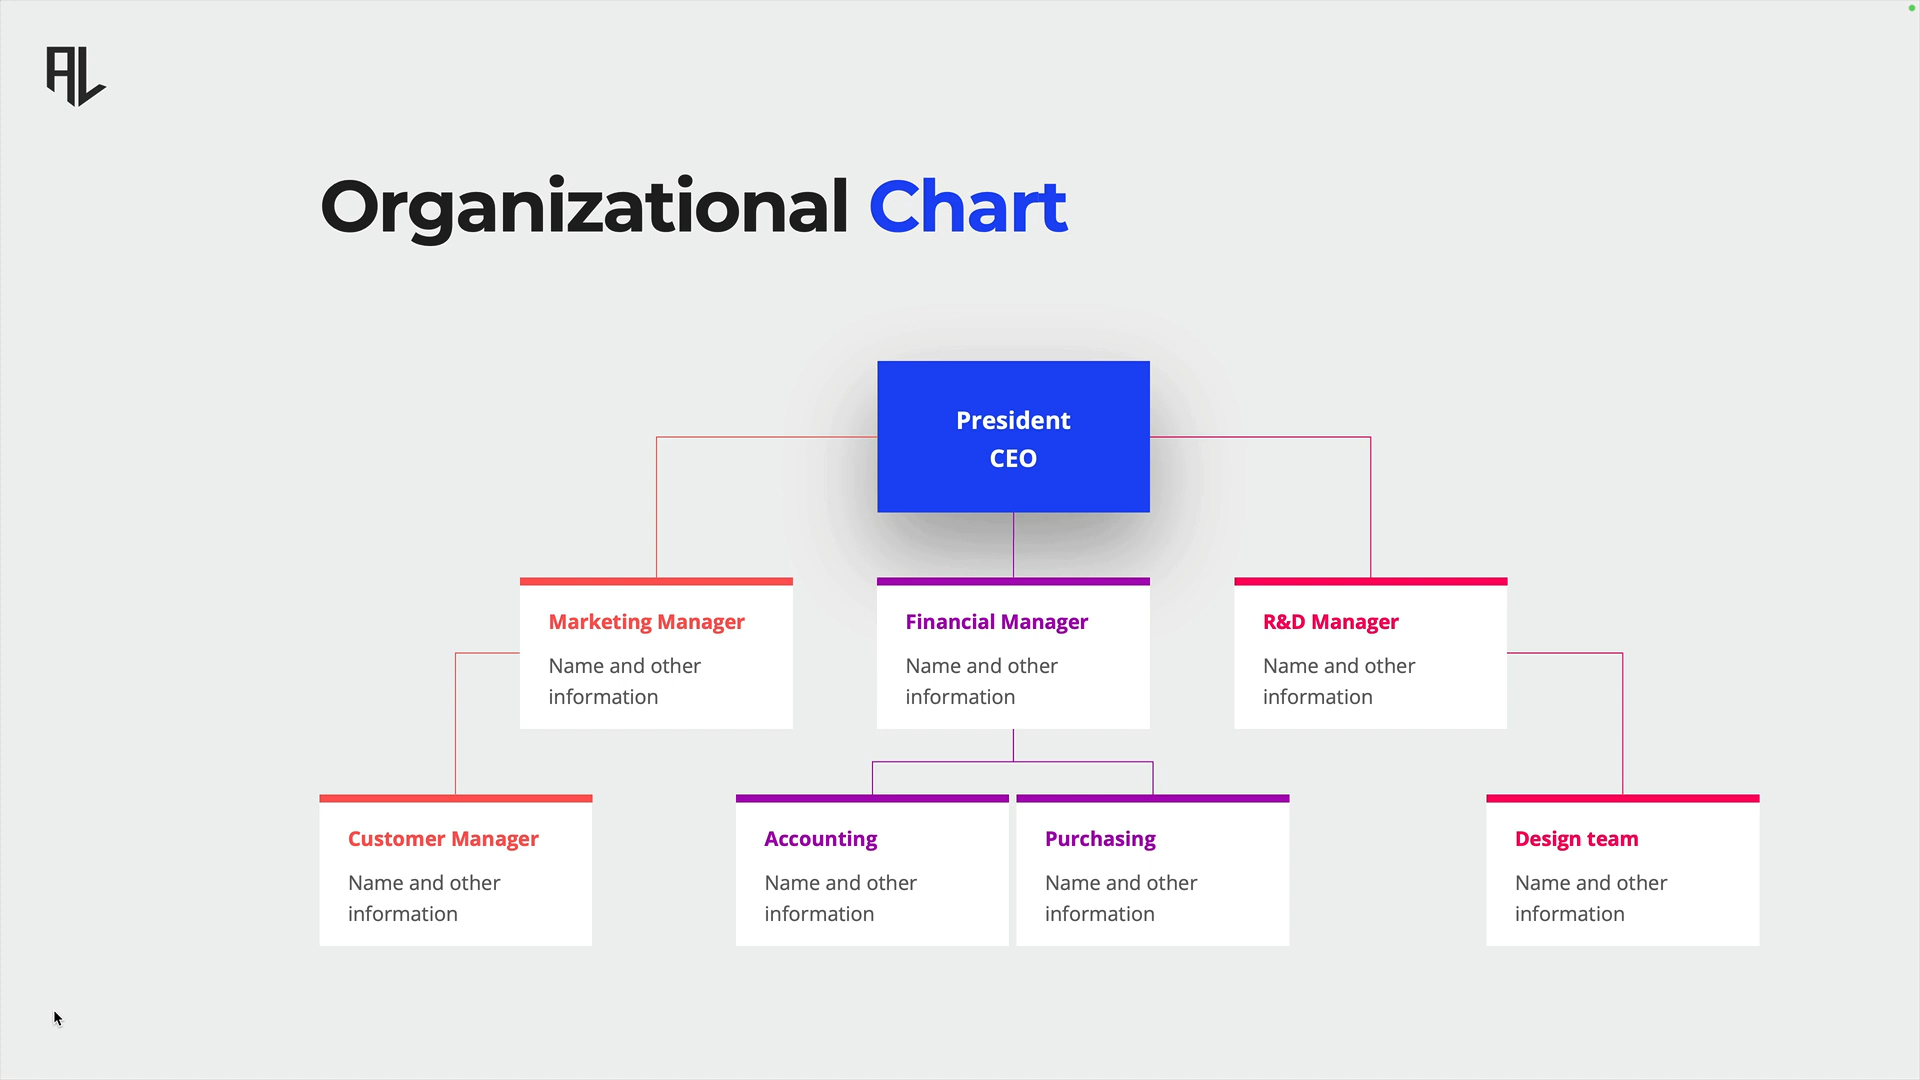 AL
Organizational Chart
President
CEO
Marketing Manager
Name and other
information
Financial Manager
Name and other
information
R&D Manager
Name and other
information
Customer Manager
Name and other
information
Accounting
Name and other
information
Purchasing
Name and other
information
Design team
Name and other
information